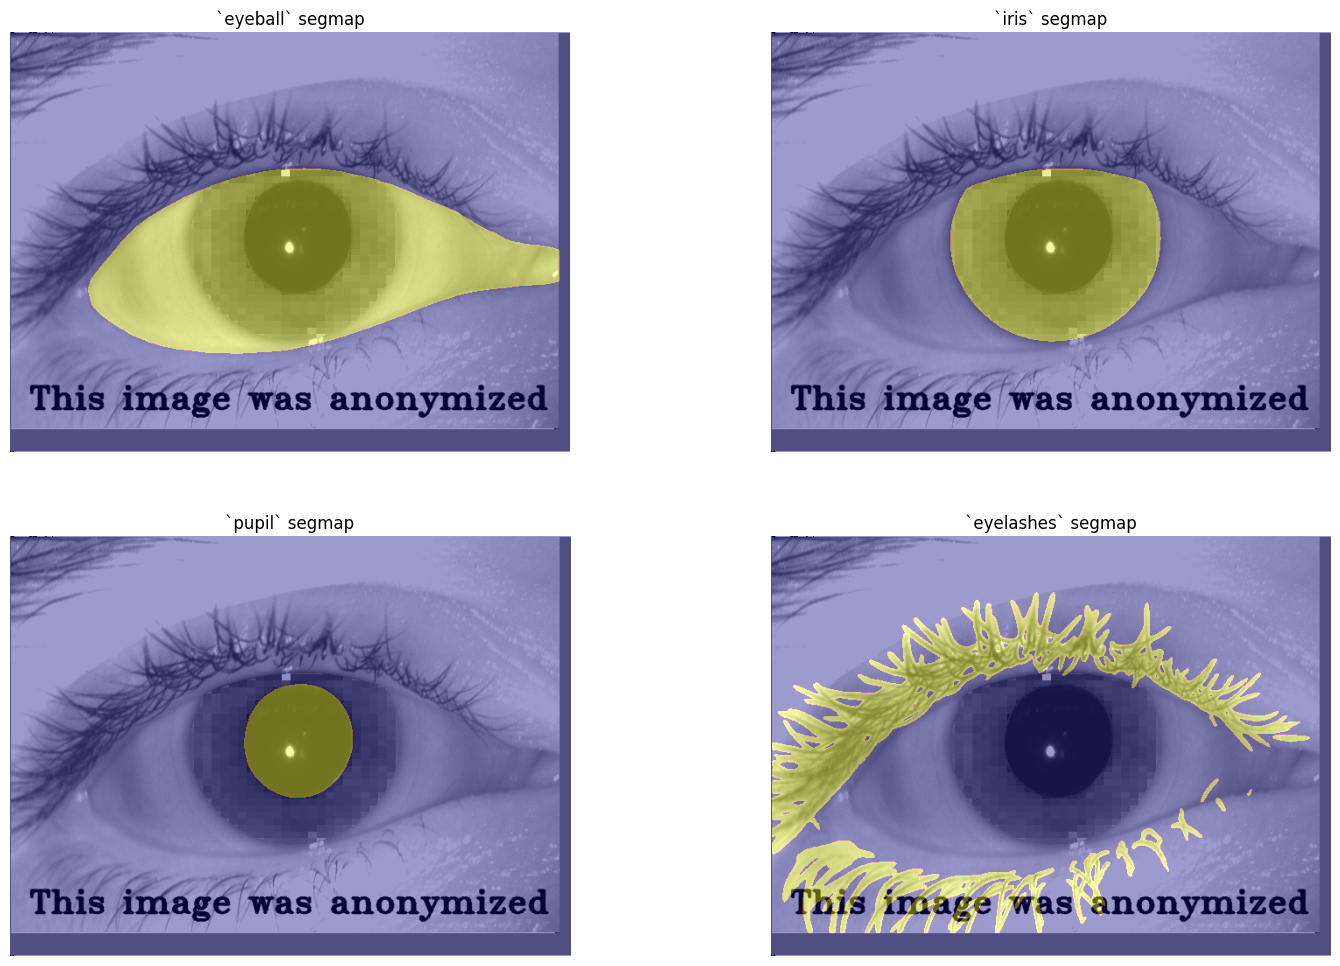 `eyeball` segmap
`iris` segmap
This image was anonymized
This image was anonymized
`pupil` segmap
`eyelashes` segmap
This image was anonymized
This image was anonymized